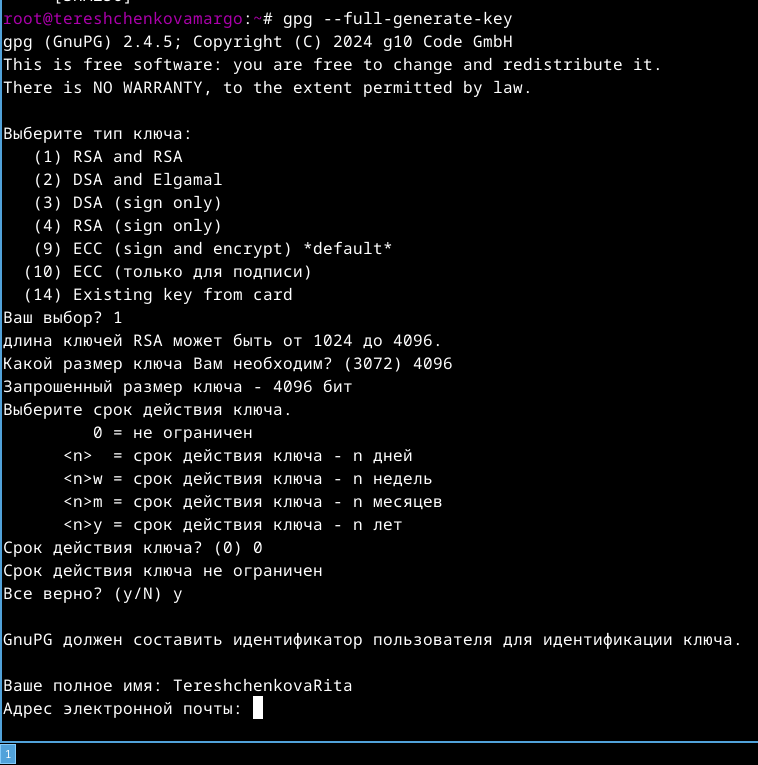 root@tereshchenkovamargo:~# gpg --full-generate-key
gpg (GnuPG) 2.4.5; Copyright (C) 2024 g10 Code GmbH
This is free software: you are free to change and redistribute it.
There is NO WARRANTY, to the extent permitted by law.

Выберите тип ключа:
   (1) RSA and RSA
   (2) DSA and Elgamal
   (3) DSA (sign only)
   (4) RSA (sign only)
   (9) ECC (sign and encrypt) *default*
  (10) ECC (только для подписи)
  (14) Existing key from card
Ваш выбор? 1
длина ключей RSA может быть от 1024 до 4096.
Какой размер ключа Вам необходим? (3072) 4096
Запрошенный размер ключа - 4096 бит
Выберите срок действия ключа.
         0 = не ограничен
      <n>  = срок действия ключа - n дней
      <n>w = срок действия ключа - n недель
      <n>m = срок действия ключа - n месяцев
      <n>y = срок действия ключа - n лет
Срок действия ключа? (0) 0
Срок действия ключа не ограничен
Все верно? (y/N) y

GnuPG должен составить идентификатор пользователя для идентификации ключа.

Ваше полное имя: TereshchenkovaRita
Адрес электронной почты:
1